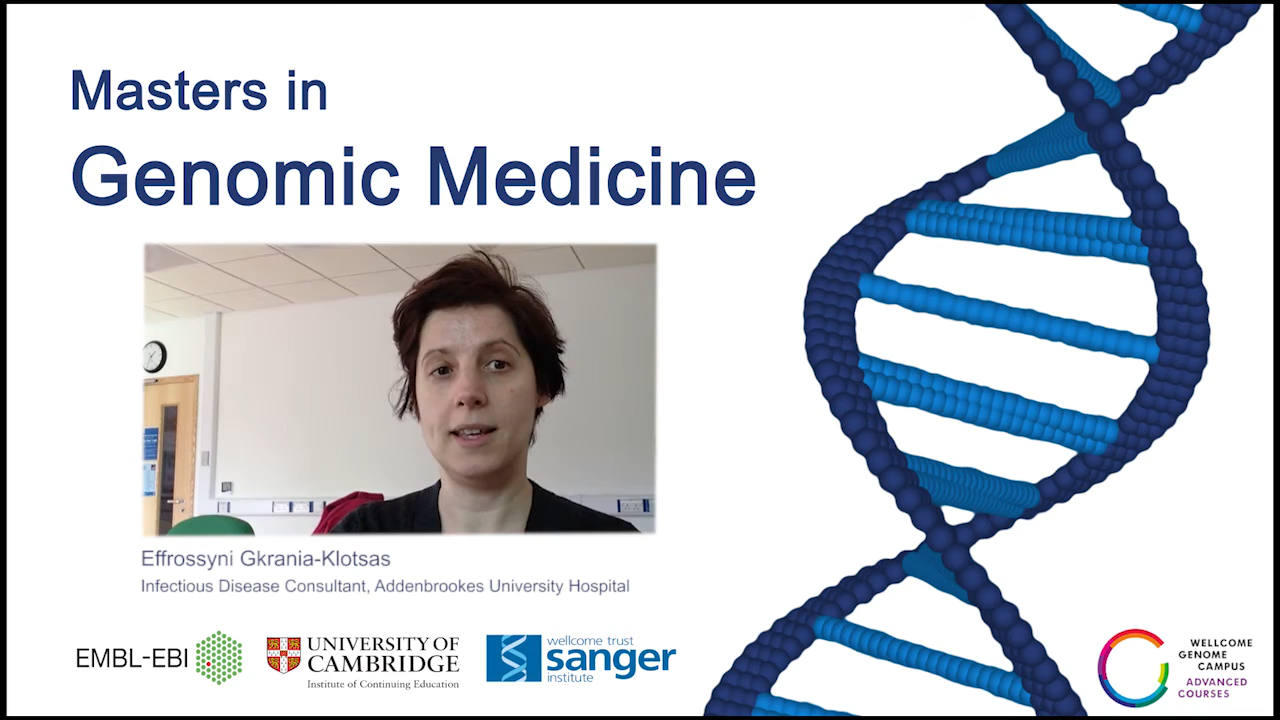 Masters in
Genomic Medicine
Effrossyni Gkrania-Klotsas
Infectious Disease Consultant, Addenbrookes University Hospital
EMBL-EBI
UNIVERSITY OF
CAMBRIDGE
Institute of Continuing Education
wellcome trust
sanger
institute
WELLCOME
GENOME
CAMPUS
ADVANCED
COURSES